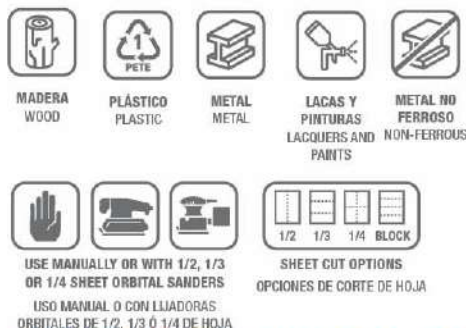 1
PETE
MADERA
WOOD
PLÁSTICO
PLASTIC
METAL
METAL
LACAS Y
PINTURAS
LACQUERS AND
PAINTS
METAL NO
FERROSO
NON-FERROUS
USE MANUALLY OR WITH 1/2, 1/3
OR 1/4 SHEET ORBITAL SANDERS
USO MANUAL O CON LIJADORAS
ORBITALES DE 1/2, 1/3 Ó 1/4 DE HOJA
1/2 1/3 1/4 BLOCK
SHEET CUT OPTIONS
OPCIONES DE CORTE DE HOJA